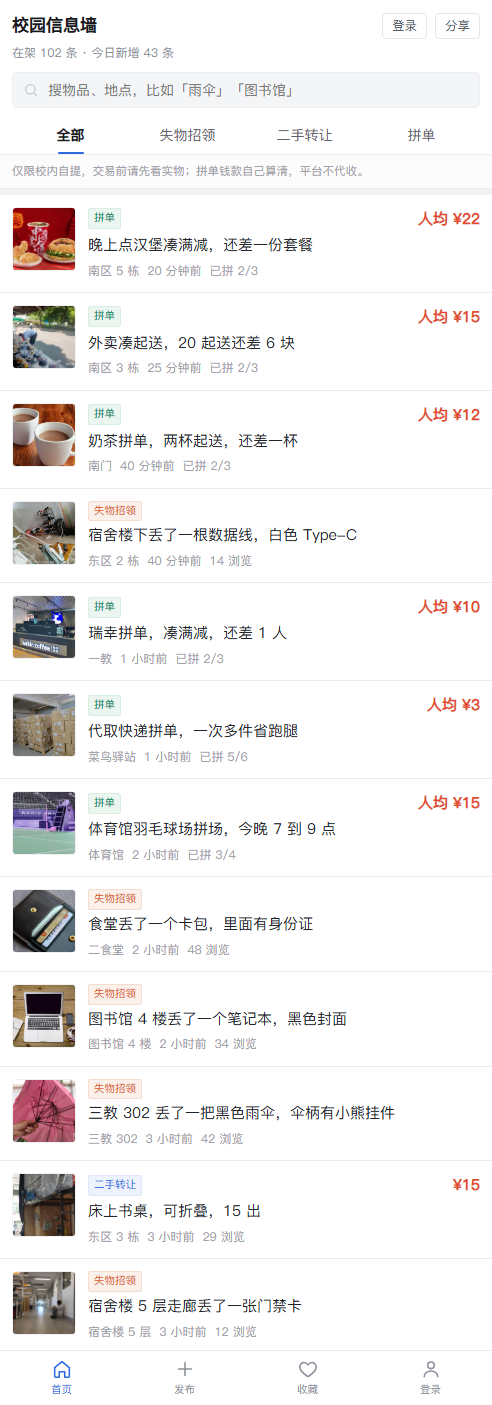 校园信息墙
登录
分享
在架 102 条 · 今日新增 43 条
搜物品、地点，比如「雨伞」「图书馆」
全部
失物招领
二手转让
拼单
仅限校内自提，交易前请先看实物；拼单钱款自己算清，平台不代收。
拼单
人均 ¥22
晚上点汉堡凑满减，还差一份套餐
南区 5 栋 20 分钟前 已拼 2/3
拼单
人均 ¥15
外卖凑起送，20 起送还差 6 块
南区 3 栋 25 分钟前 已拼 2/3
拼单
人均 ¥12
奶茶拼单，两杯起送，还差一杯
南门 40 分钟前 已拼 2/3
失物招领
宿舍楼下丢了一根数据线，白色 Type-C
东区 2 栋 40 分钟前 14 浏览
拼单
人均 ¥10
瑞幸拼单，凑满减，还差 1 人
luckin coffee
一教 1 小时前 已拼 2/3
拼单
人均 ¥3
代取快递拼单，一次多件省跑腿
菜鸟驿站 1 小时前 已拼 5/6
拼单
人均 ¥15
体育馆羽毛球场拼场，今晚 7 到 9 点
体育馆 2 小时前 已拼 3/4
失物招领
食堂丢了一个卡包，里面有身份证
二食堂 2 小时前 48 浏览
失物招领
图书馆 4 楼丢了一个笔记本，黑色封面
图书馆 4 楼 2 小时前 34 浏览
失物招领
三教 302 丢了一把黑色雨伞，伞柄有小熊挂件
三教 302 3 小时前 42 浏览
二手转让
¥15
床上书桌，可折叠，15 出
东区 3 栋 3 小时前 29 浏览
失物招领
宿舍楼 5 层走廊丢了一张门禁卡
宿舍楼 5 层 3 小时前 12 浏览
首页
发布
收藏
登录